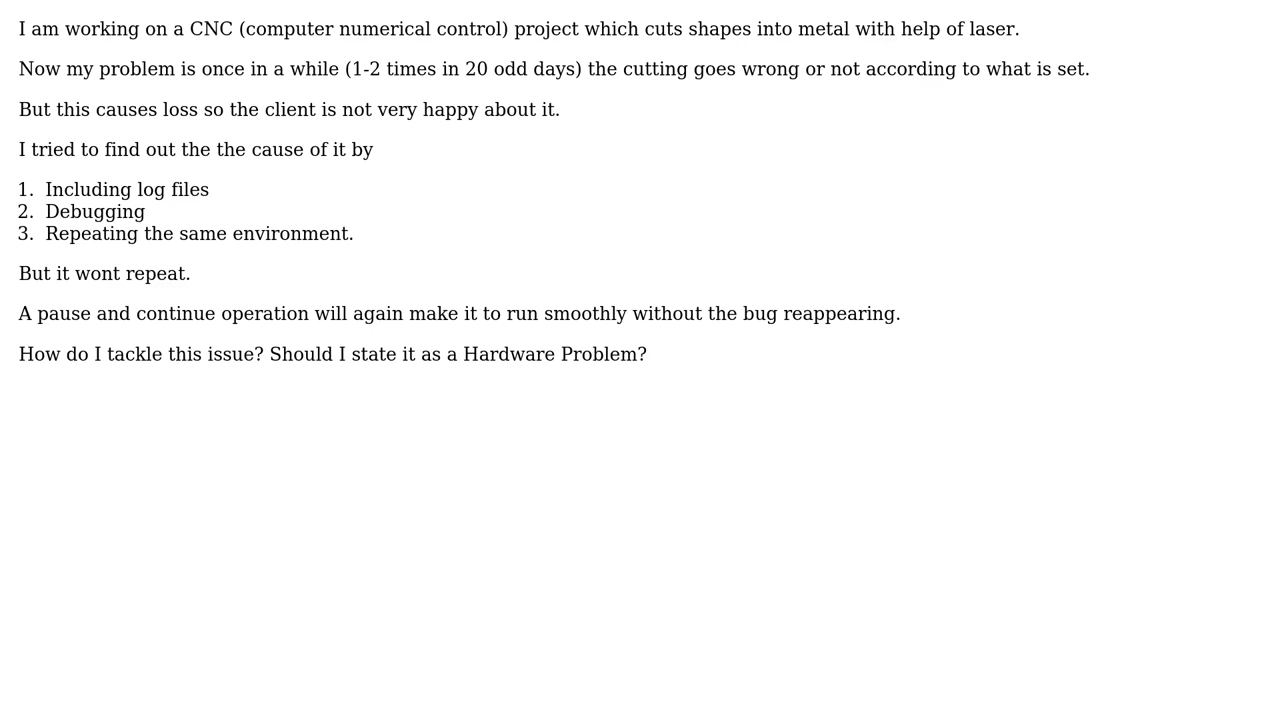 I am working on a CNC (computer numerical control) project which cuts shapes into metal with help of laser.
Now my problem is once in a while (1-2 times in 20 odd days) the cutting goes wrong or not according to what is set.
But this causes loss so the client is not very happy about it.
I tried to find out the the cause of it by
1. Including log files
2. Debugging
3. Repeating the same environment.
But it wont repeat.
A pause and continue operation will again make it to run smoothly without the bug reappearing.
How do I tackle this issue? Should I state it as a Hardware Problem?